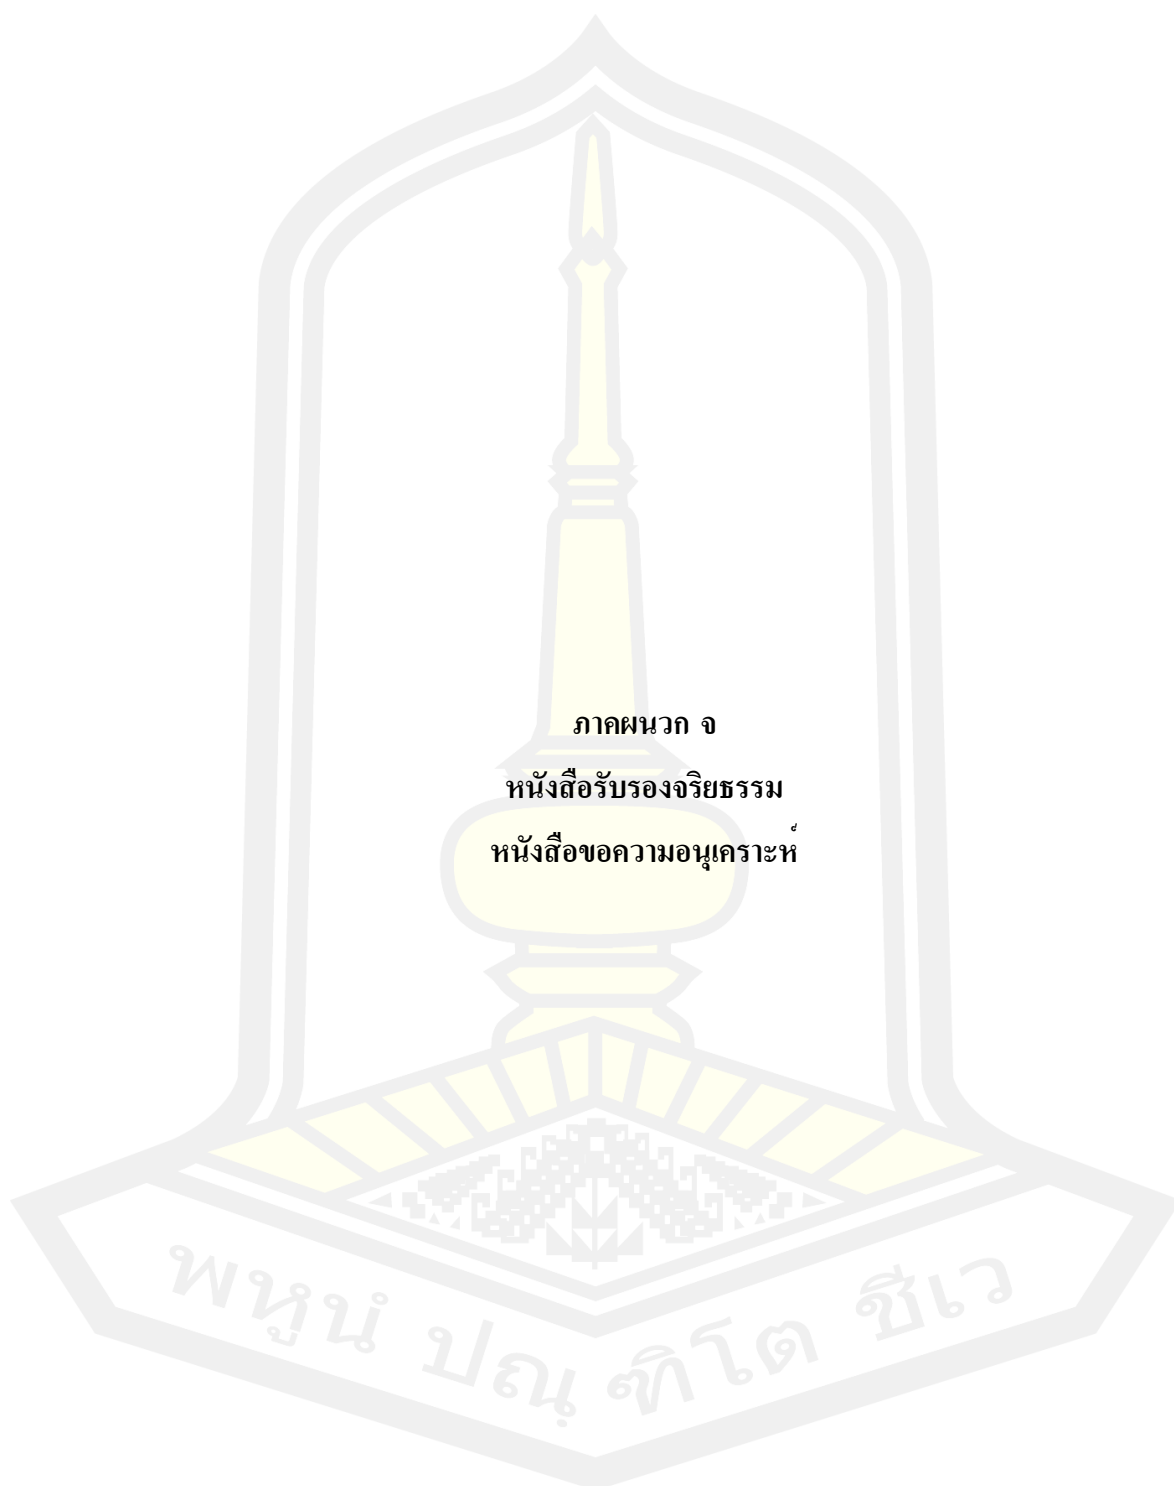 ภาคผนวก จ
หนังสือรับรองจริยธรรม
หนังสือขอความอนุเคราะห์
พหูนํ ปณฺฑิโต ชีเว